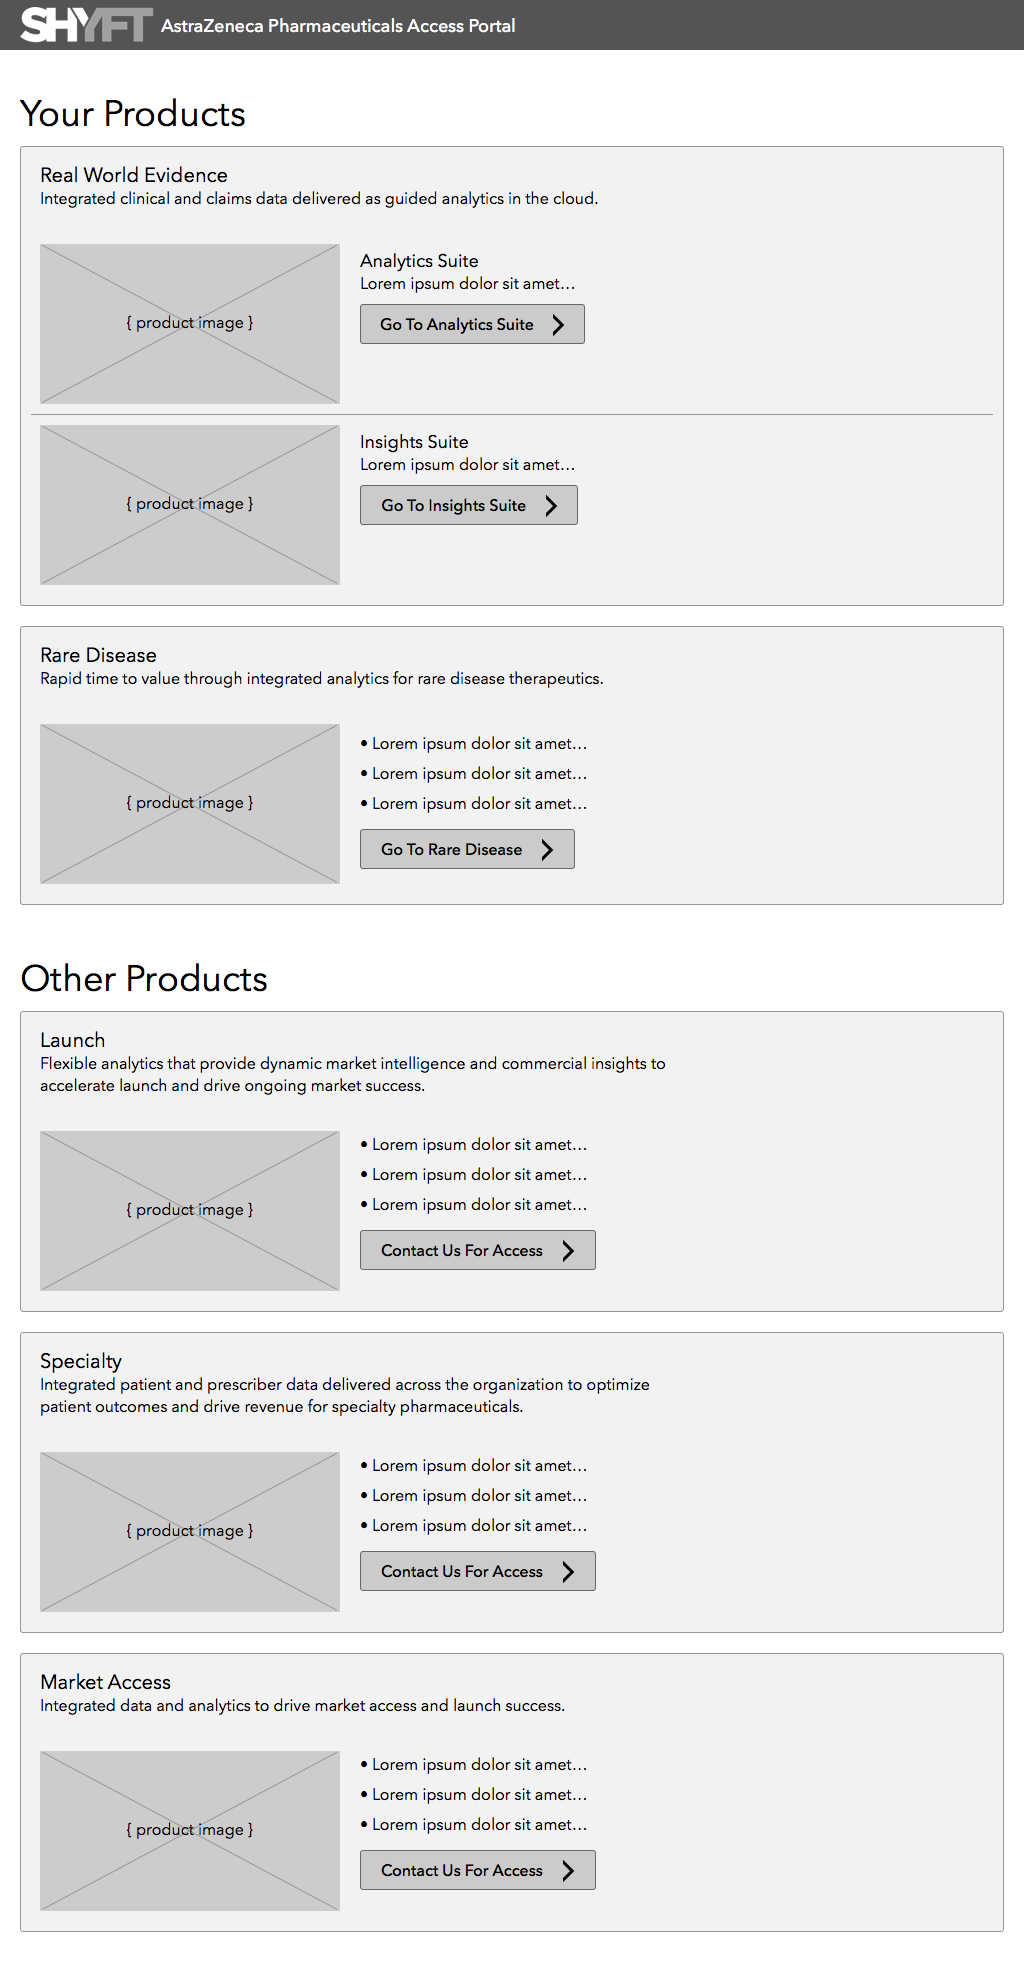 SHYFT AstraZeneca Pharmaceuticals Access Portal
Your Products
Real World Evidence
Integrated clinical and claims data delivered as guided analytics in the cloud.
{ product image }
Analytics Suite
Lorem ipsum dolor sit amet…
Go To Analytics Suite
{ product image }
Insights Suite
Lorem ipsum dolor sit amet…
Go To Insights Suite
Rare Disease
Rapid time to value through integrated analytics for rare disease therapeutics.
{ product image }
• Lorem ipsum dolor sit amet…
• Lorem ipsum dolor sit amet…
• Lorem ipsum dolor sit amet…
Go To Rare Disease
Other Products
Launch
Flexible analytics that provide dynamic market intelligence and commercial insights to
accelerate launch and drive ongoing market success.
{ product image }
• Lorem ipsum dolor sit amet…
• Lorem ipsum dolor sit amet…
• Lorem ipsum dolor sit amet…
Contact Us For Access
Specialty
Integrated patient and prescriber data delivered across the organization to optimize
patient outcomes and drive revenue for specialty pharmaceuticals.
{ product image }
• Lorem ipsum dolor sit amet…
• Lorem ipsum dolor sit amet…
• Lorem ipsum dolor sit amet…
Contact Us For Access
Market Access
Integrated data and analytics to drive market access and launch success.
{ product image }
• Lorem ipsum dolor sit amet…
• Lorem ipsum dolor sit amet…
• Lorem ipsum dolor sit amet…
Contact Us For Access